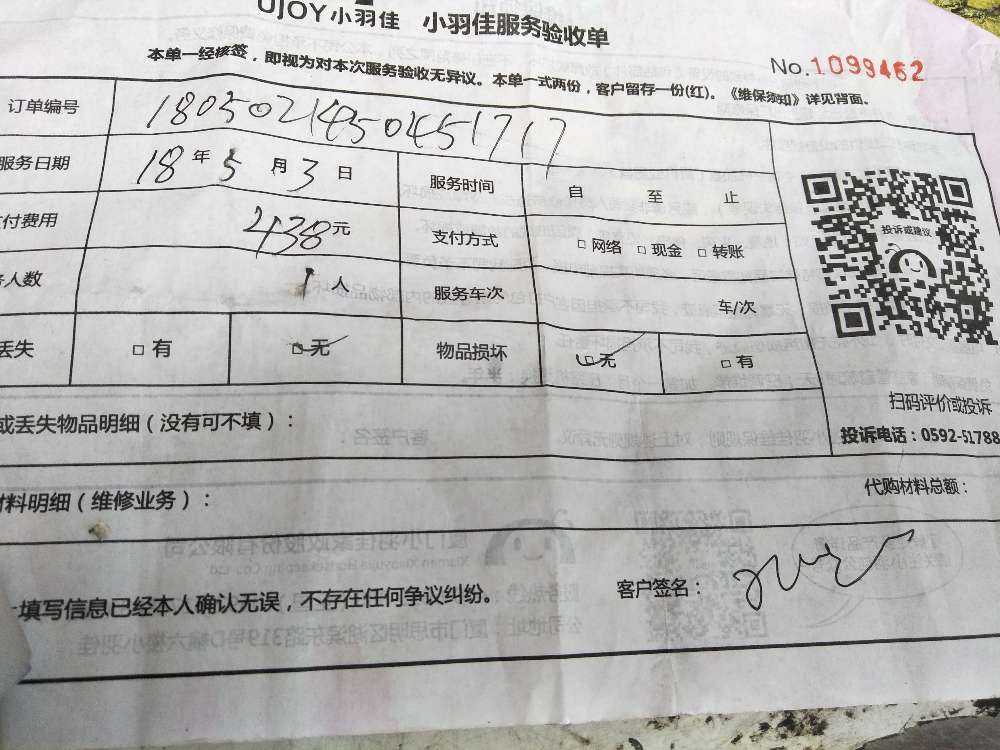 UJOY小羽佳 小羽佳服务验收单
本单一经核签，即视为对本次服务验收无异议。本单一式两份，客户留存一份(红)。《维保须知》详见背面。
No.1099462
订单编号 1805021450451717
服务日期 18年5月3日 服务时间 自 至 止
付费用 438元 支付方式 □网络 □现金 □转账
人数 1人 服务车次 车/次
丢失 □有 □无 物品损坏 □无 □有
投诉或建议
扫码评价或投诉
投诉电话：0592-51788
或丢失物品明细（没有可不填）：
材料明细（维修业务）： 代购材料总额：
填写信息已经本人确认无误，不存在任何争议纠纷。 客户签名：